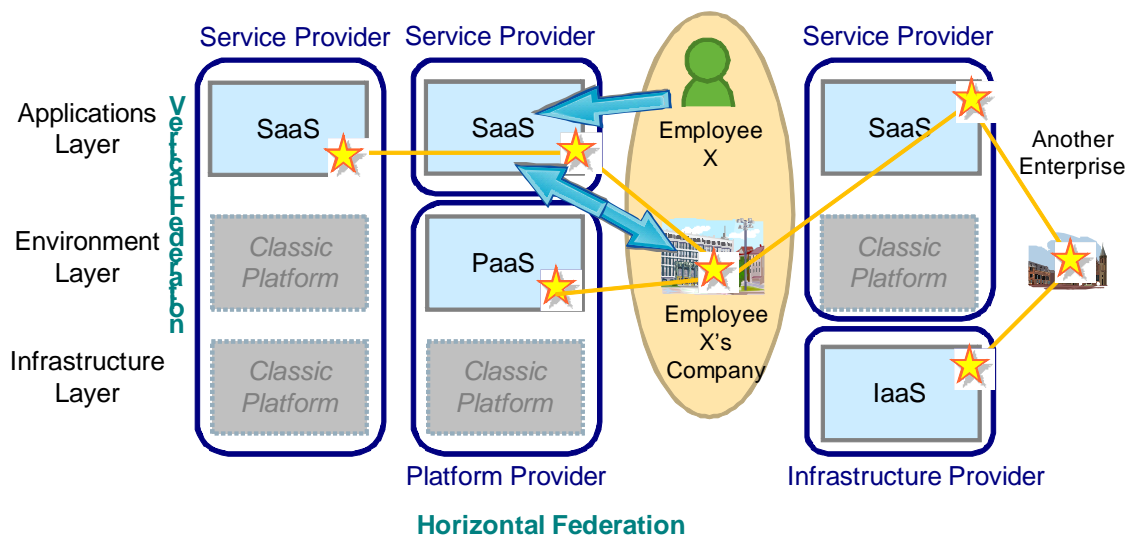 Service Provider
Service Provider
Service Provider
Applications
Layer
Vertical Federation
SaaS
SaaS
Employee
X
SaaS
Another
Enterprise
Environment
Layer
Classic
Platform
PaaS
Classic
Platform
Employee
X's
Company
Infrastructure
Layer
Classic
Platform
Classic
Platform
IaaS
Platform Provider
Infrastructure Provider
Horizontal Federation